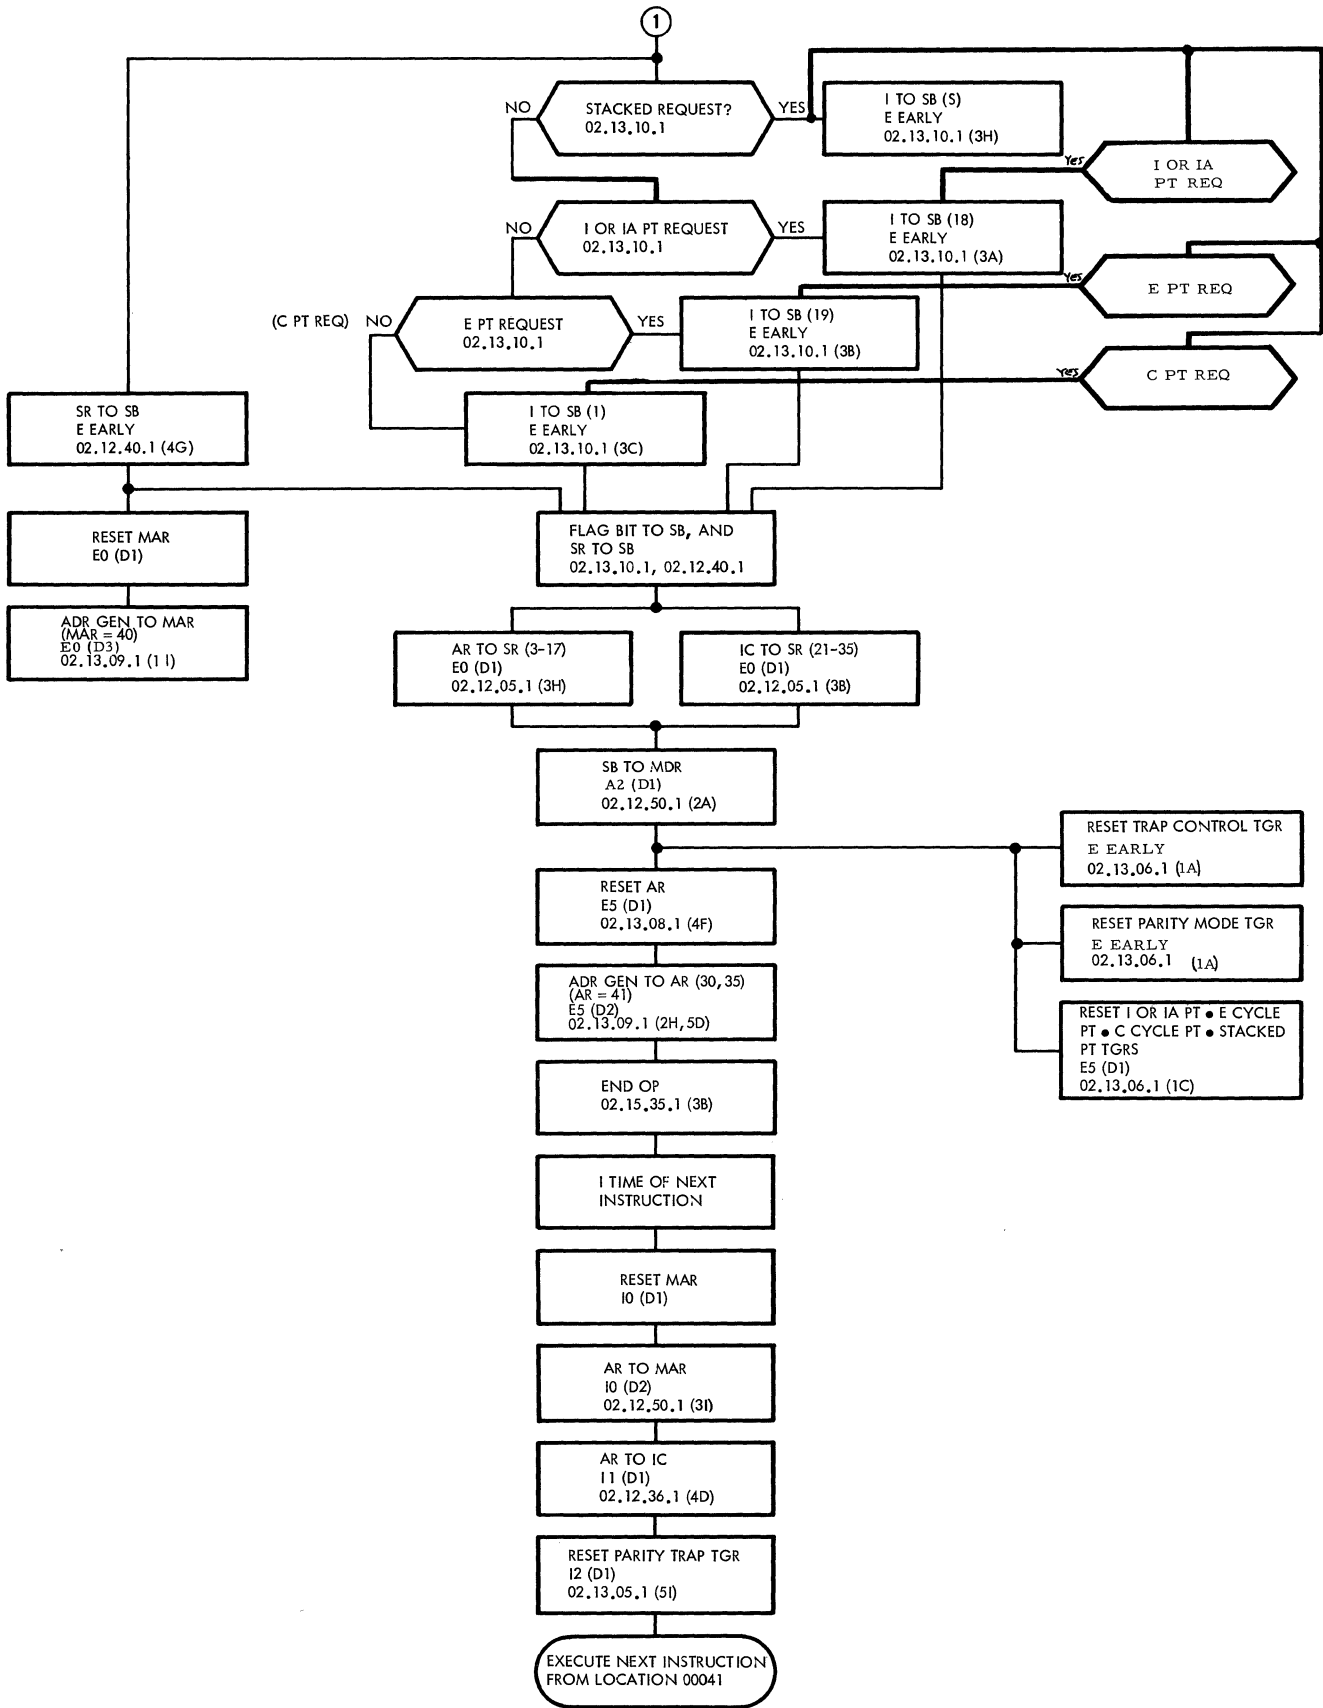 1
NO
STACKED REQUEST?
02.13.10.1
YES
I TO SB (S)
E EARLY
02.13.10.1 (3H)
Yes
I OR IA
PT REQ
NO
I OR IA PT REQUEST
02.13.10.1
YES
I TO SB (18)
E EARLY
02.13.10.1 (3A)
Yes
E PT REQ
(C PT REQ)
NO
E PT REQUEST
02.13.10.1
YES
I TO SB (19)
E EARLY
02.13.10.1 (3B)
Yes
C PT REQ
SR TO SB
E EARLY
02.12.40.1 (4G)
I TO SB (1)
E EARLY
02.13.10.1 (3C)
RESET MAR
E0 (D1)
FLAG BIT TO SB, AND
SR TO SB
02.13.10.1, 02.12.40.1
ADR GEN TO MAR
(MAR = 40)
E0 (D3)
02.13.09.1 (1 I)
AR TO SR (3-17)
E0 (D1)
02.12.05.1 (3H)
IC TO SR (21-35)
E0 (D1)
02.12.05.1 (3B)
SB TO MDR
A2 (D1)
02.12.50.1 (2A)
RESET TRAP CONTROL TGR
E EARLY
02.13.06.1 (1A)
RESET AR
E5 (D1)
02.13.08.1 (4F)
RESET PARITY MODE TGR
E EARLY
02.13.06.1 (1A)
ADR GEN TO AR (30,35)
(AR = 41)
E5 (D2)
02.13.09.1 (2H,5D)
RESET I OR IA PT • E CYCLE
PT • C CYCLE PT • STACKED
PT TGRS
E5 (D1)
02.13.06.1 (1C)
END OP
02.15.35.1 (3B)
I TIME OF NEXT
INSTRUCTION
RESET MAR
I0 (D1)
AR TO MAR
I0 (D2)
02.12.50.1 (3I)
AR TO IC
I1 (D1)
02.12.36.1 (4D)
RESET PARITY TRAP TGR
I2 (D1)
02.13.05.1 (5I)
EXECUTE NEXT INSTRUCTION
FROM LOCATION 00041